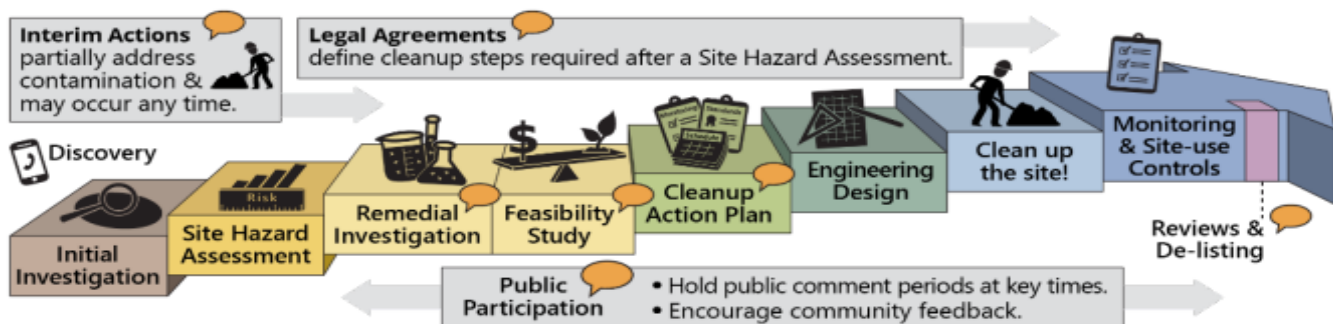 Interim Actions
partially address
contamination &
may occur any time.
Legal Agreements
define cleanup steps required after a Site Hazard Assessment.
Discovery
Initial
Investigation
Risk
Site Hazard
Assessment
Remedial
Investigation
$
Feasibility
Study
Monitoring
Standards
Schedule
Cleanup
Action Plan
Engineering
Design
Clean up
the site!
Monitoring
& Site-use
Controls
Reviews &
De-listing
Public
Participation
• Hold public comment periods at key times.
• Encourage community feedback.